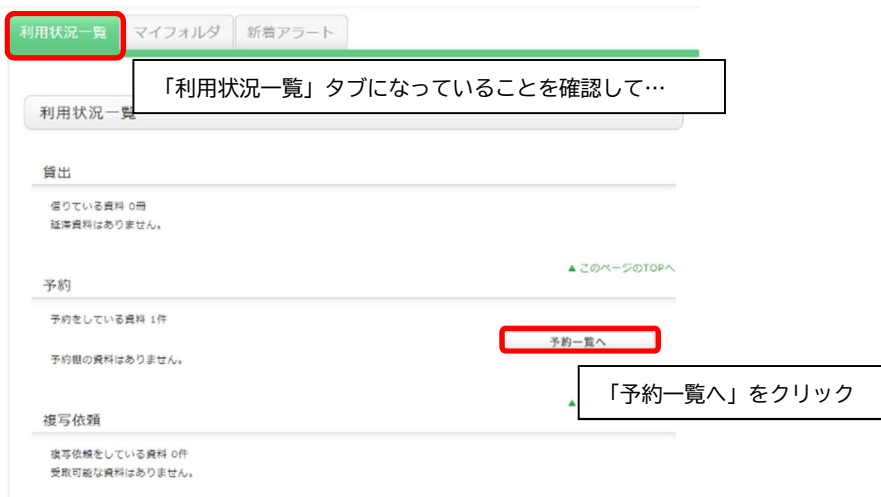 利用状況一覧 マイフォルダ 新着アラート
「利用状況一覧」タブになっていることを確認して…
利用状況一覧
貸出
借りている資料 0冊
延滞資料はありません。
▲このページのTOPへ
予約
予約をしている資料 1件
予約一覧へ
予約棚の資料はありません。
「予約一覧へ」をクリック
▲
複写依頼
複写依頼をしている資料 0件
受取可能な資料はありません。